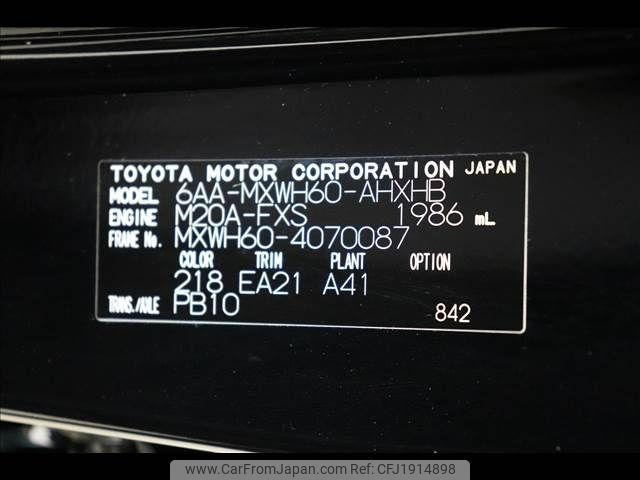 TOYOTA MOTOR CORPORATION JAPAN
MODEL 6AA-MXWH60-AHXHB
ENGINE M20A-FXS 1986 mL
FRAME No. MXWH60-4070087
COLOR TRIM PLANT OPTION
218 EA21 A41
TRANS./AXLE PB10 842
www.CarFromJapan.com ID: CFJ1914898